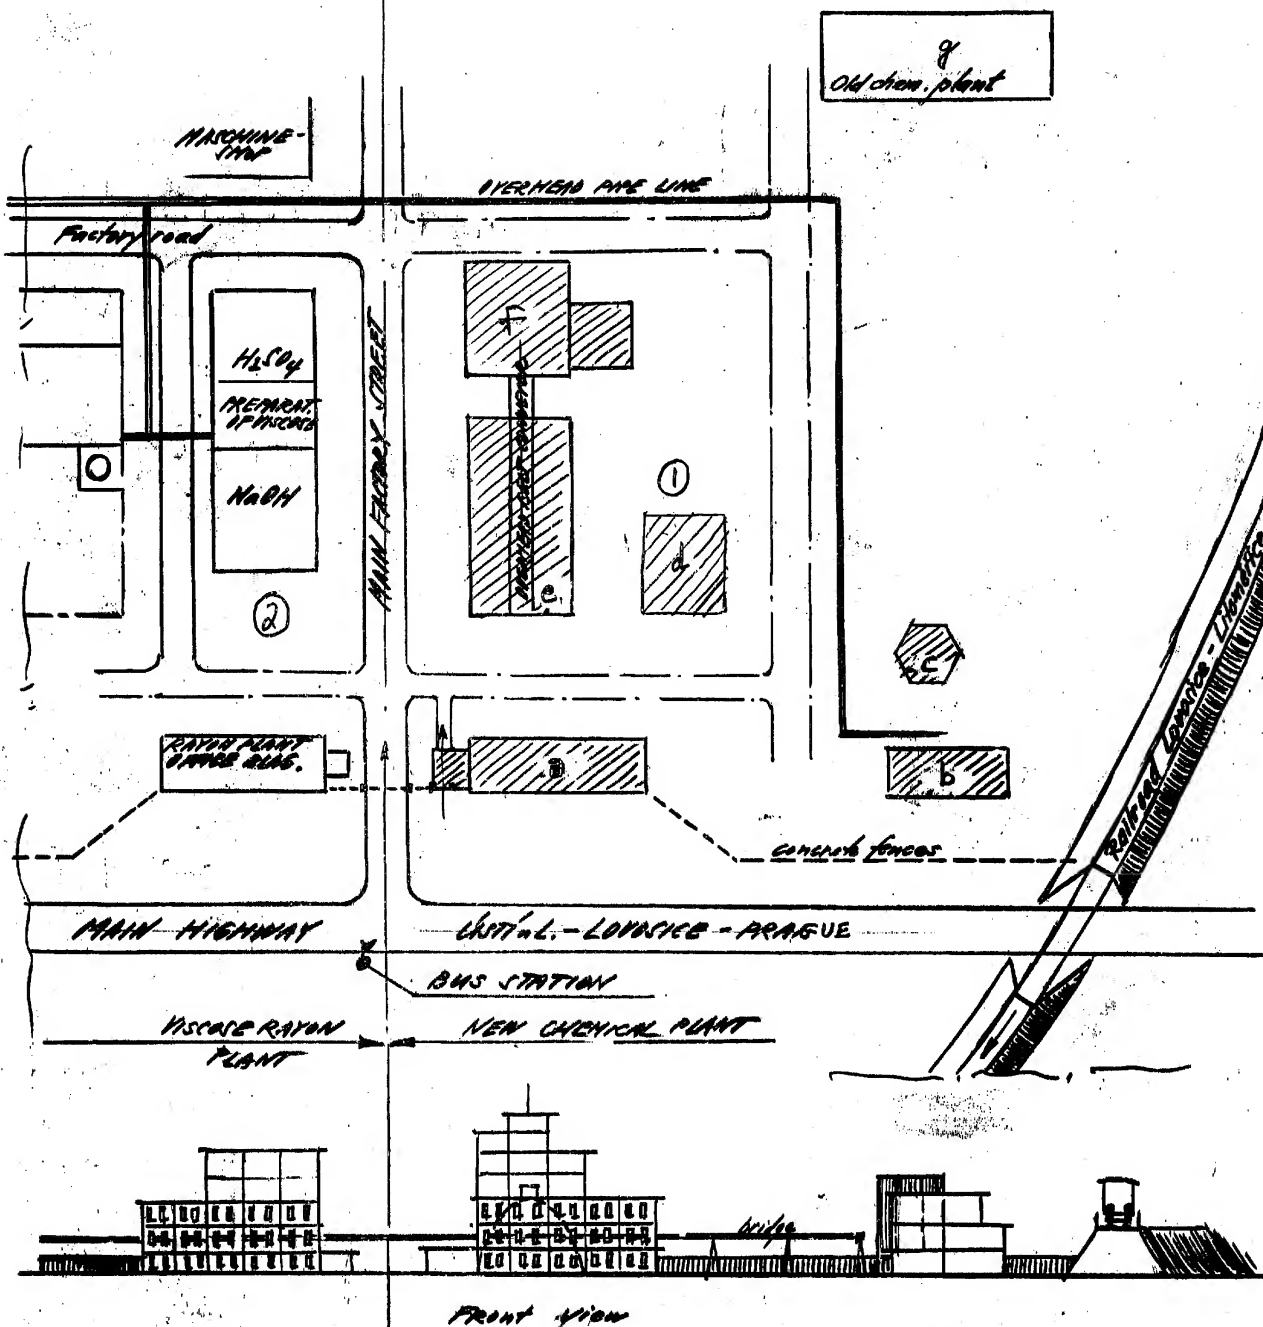 g
Old chem. plant
MASCHINE-
SHOP
OVERHEAD PIPE LINE
Factory road
H2SO4
PREPARAT.
OF VISCOSE
NaOH
MAIN FACTORY STREET
f
e
1
d
2
c
RAYON PLANT
OFFICE BLDG.
a
b
concrete fences
Railroad Lovosice - Litoměřice
MAIN HIGHWAY
ÚSTÍ n.L. - LOVOSICE - PRAGUE
BUS STATION
VISCOSE RAYON
PLANT
NEW CHEMICAL PLANT
bridge
Front view